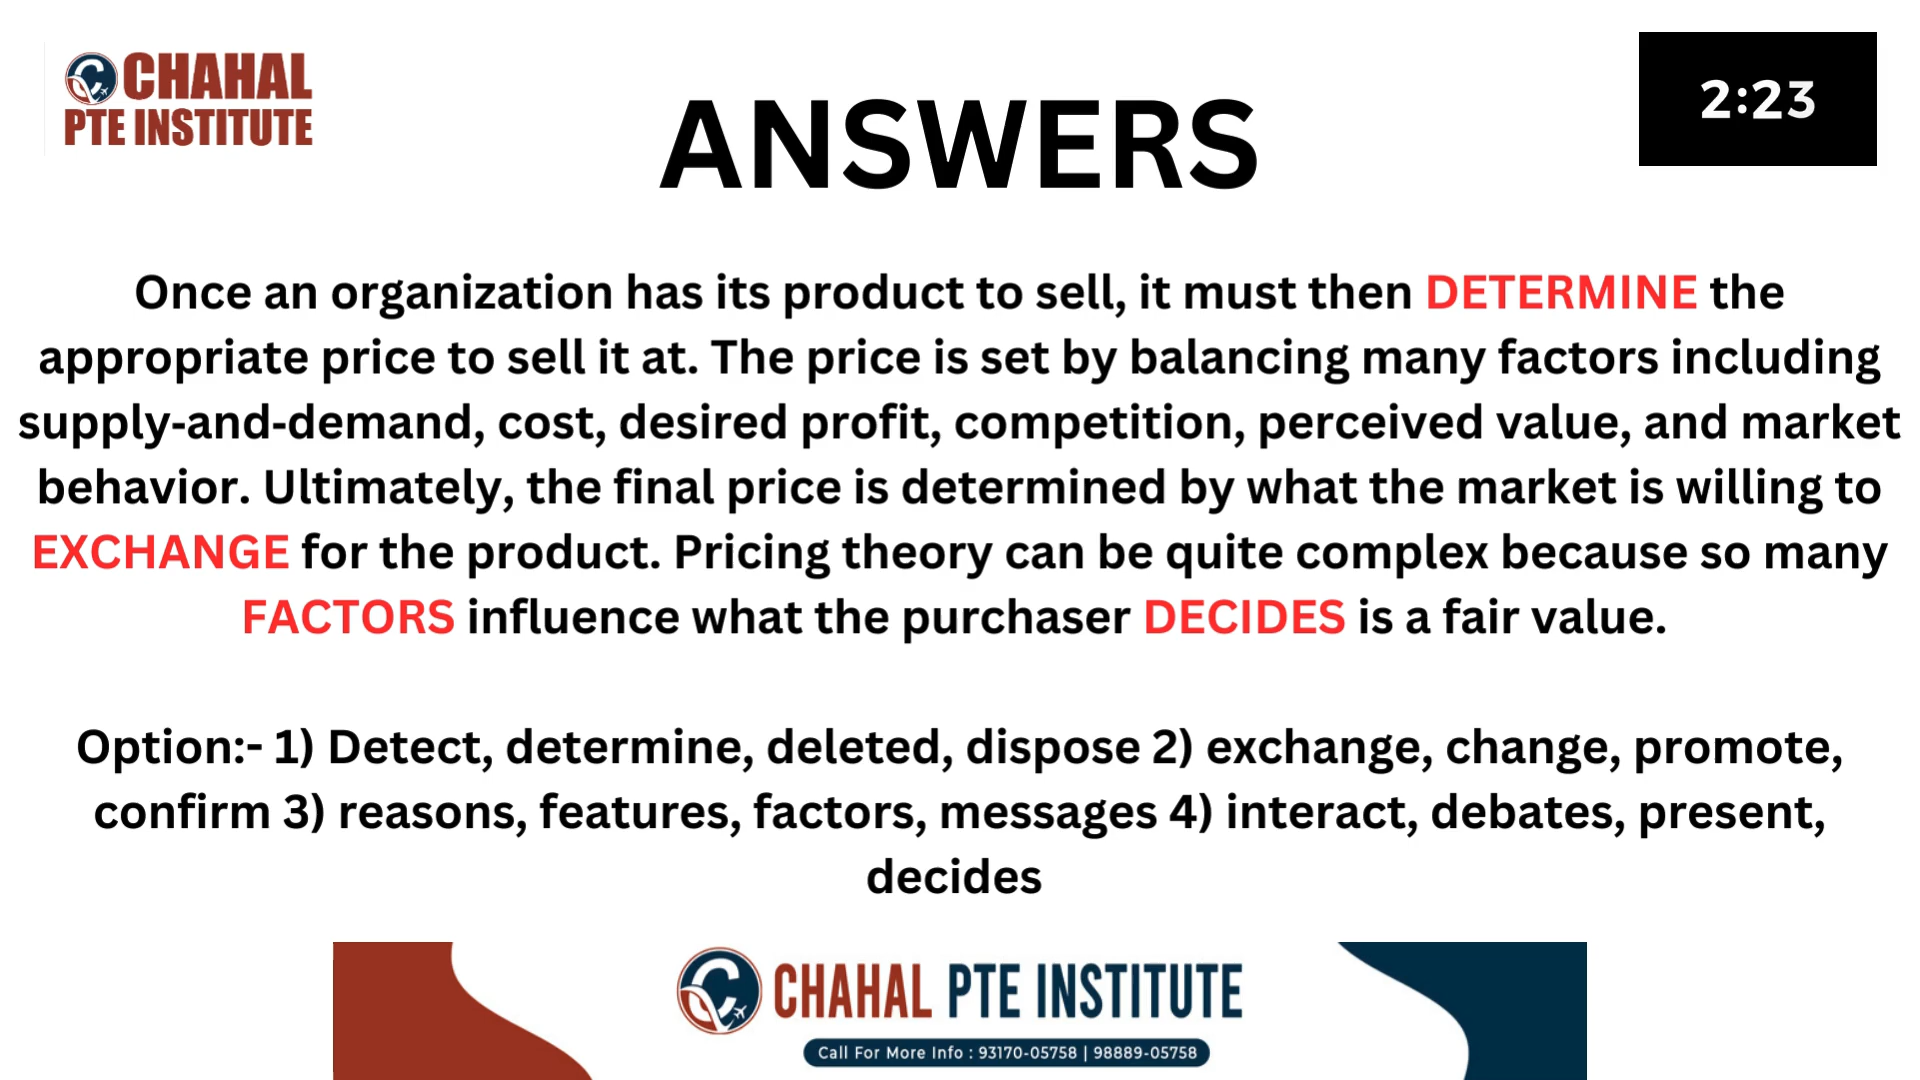 CHAHAL
PTE INSTITUTE
ANSWERS
2:23
Once an organization has its product to sell, it must then DETERMINE the
appropriate price to sell it at. The price is set by balancing many factors including
supply-and-demand, cost, desired profit, competition, perceived value, and market
behavior. Ultimately, the final price is determined by what the market is willing to
EXCHANGE for the product. Pricing theory can be quite complex because so many
FACTORS influence what the purchaser DECIDES is a fair value.
Option:- 1) Detect, determine, deleted, dispose 2) exchange, change, promote,
confirm 3) reasons, features, factors, messages 4) interact, debates, present,
decides
CHAHAL PTE INSTITUTE
Call For More Info : 93170-05758 | 98889-05758